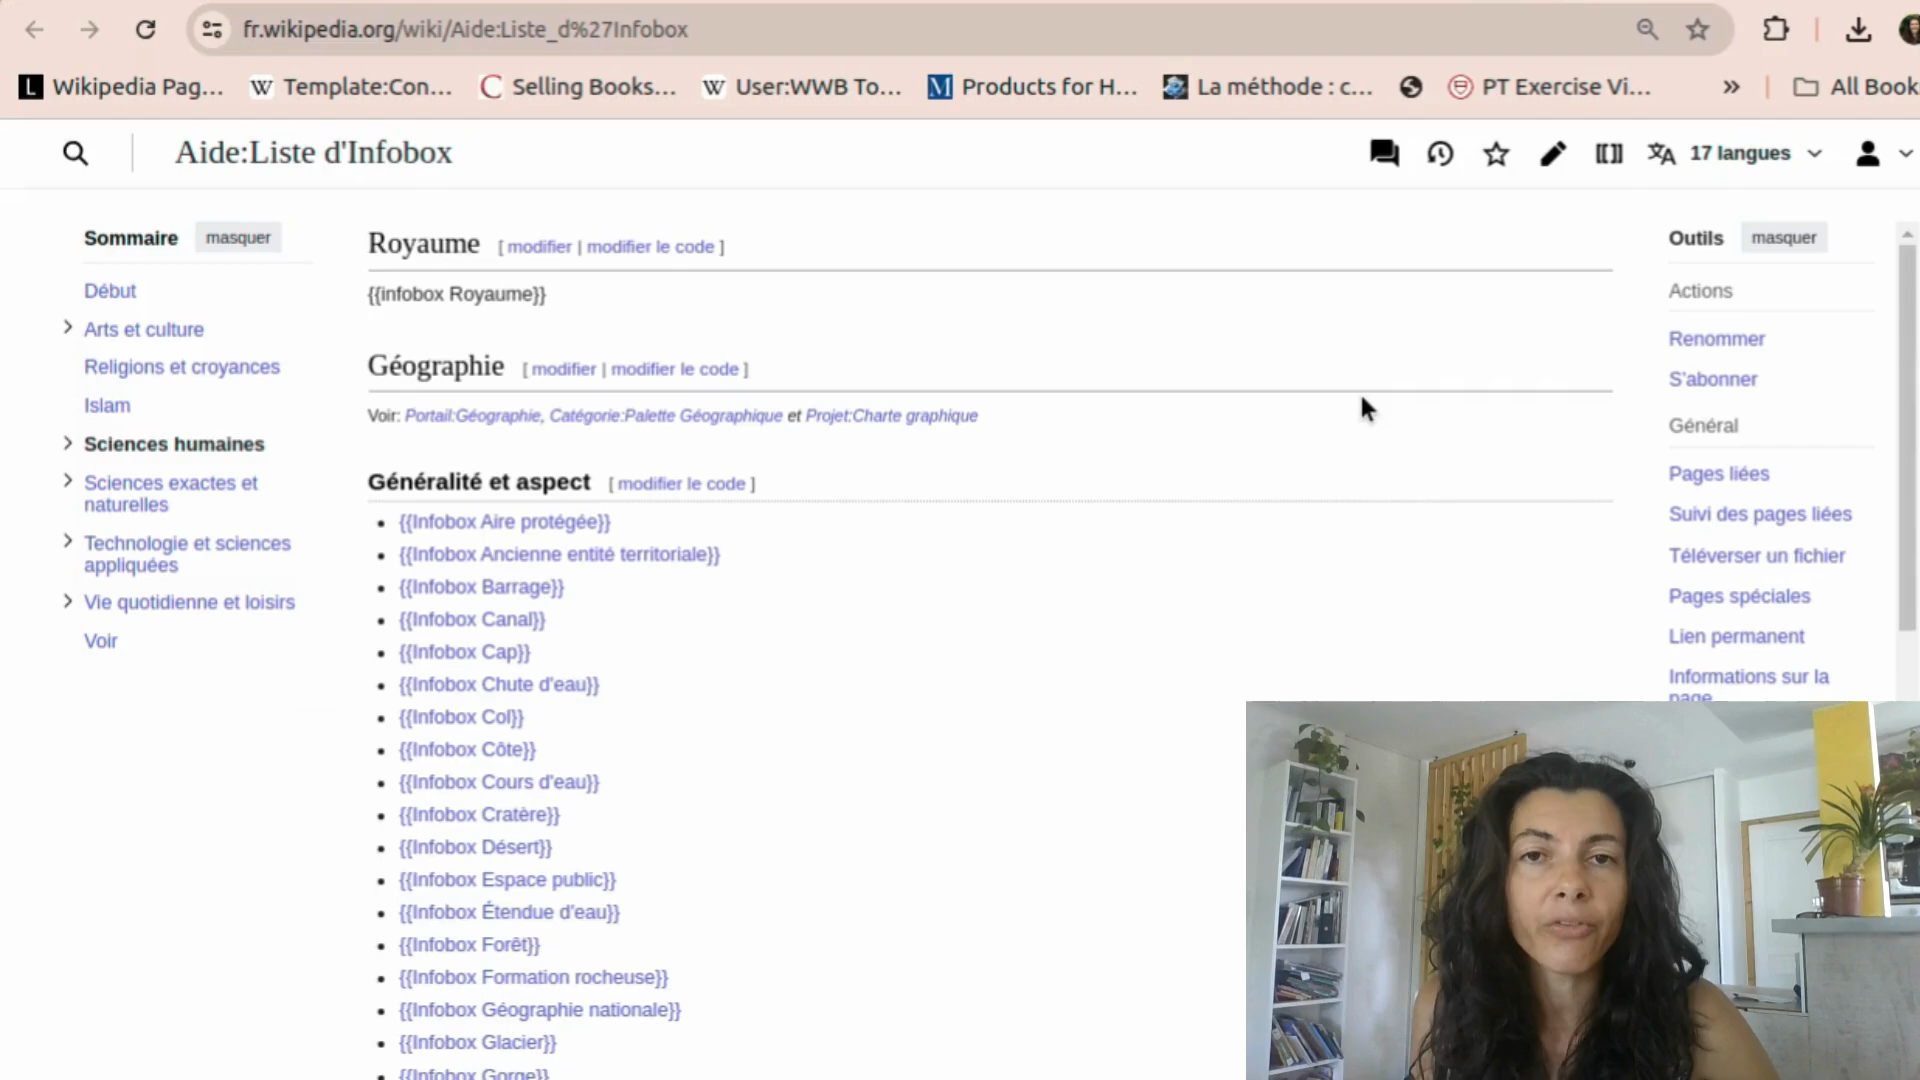 fr.wikipedia.org/wiki/Aide:Liste_d%27Infobox
Wikipedia Pag...
Template:Con...
Selling Books...
User:WWB To...
Products for H...
La méthode : c...
PT Exercise Vi...
All Book
Aide:Liste d'Infobox
17 langues
Sommaire
masquer
Début
Arts et culture
Religions et croyances
Islam
Sciences humaines
Sciences exactes et
naturelles
Technologie et sciences
appliquées
Vie quotidienne et loisirs
Voir
Royaume [ modifier | modifier le code ]
{{infobox Royaume}}
Géographie [ modifier | modifier le code ]
Voir: Portail:Géographie, Catégorie:Palette Géographique et Projet:Charte graphique
Généralité et aspect [ modifier le code ]
{{Infobox Aire protégée}}
{{Infobox Ancienne entité territoriale}}
{{Infobox Barrage}}
{{Infobox Canal}}
{{Infobox Cap}}
{{Infobox Chute d'eau}}
{{Infobox Col}}
{{Infobox Côte}}
{{Infobox Cours d'eau}}
{{Infobox Cratère}}
{{Infobox Désert}}
{{Infobox Espace public}}
{{Infobox Étendue d'eau}}
{{Infobox Forêt}}
{{Infobox Formation rocheuse}}
{{Infobox Géographie nationale}}
{{Infobox Glacier}}
{{Infobox Gorge}}
Outils
masquer
Actions
Renommer
S'abonner
Général
Pages liées
Suivi des pages liées
Téléverser un fichier
Pages spéciales
Lien permanent
Informations sur la
page